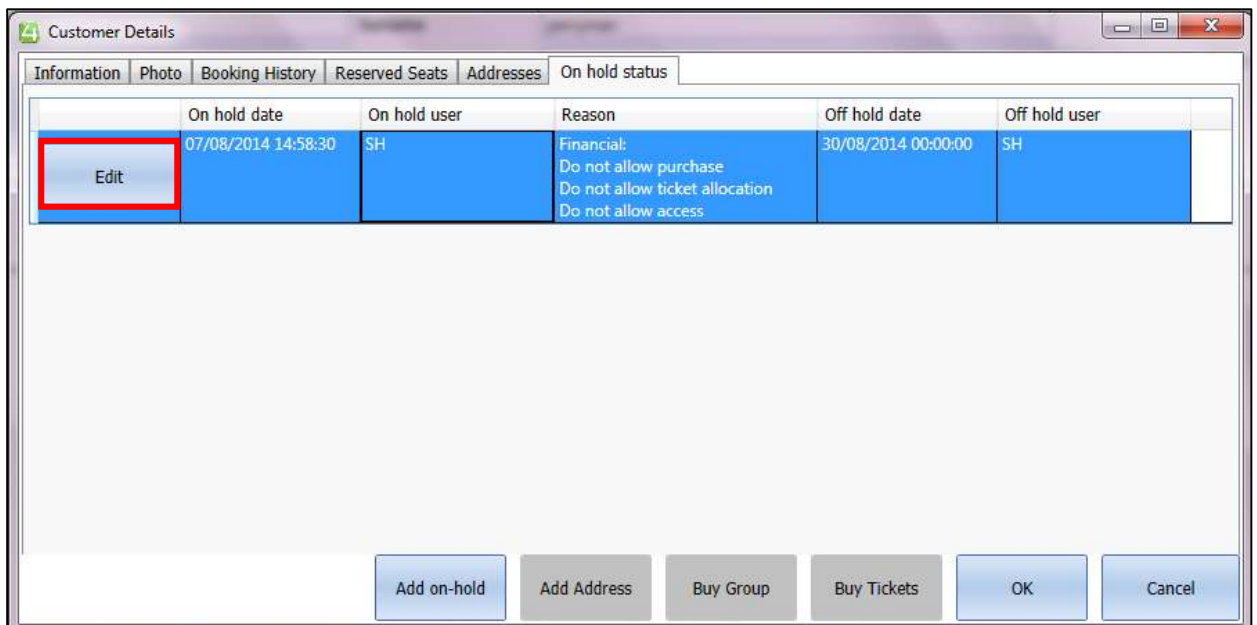 Customer Details
Information Photo Booking History Reserved Seats Addresses On hold status
On hold date On hold user Reason Off hold date Off hold user
Edit 07/08/2014 14:58:30 SH Financial: 30/08/2014 00:00:00 SH
Do not allow purchase
Do not allow ticket allocation
Do not allow access
Add on-hold Add Address Buy Group Buy Tickets OK Cancel